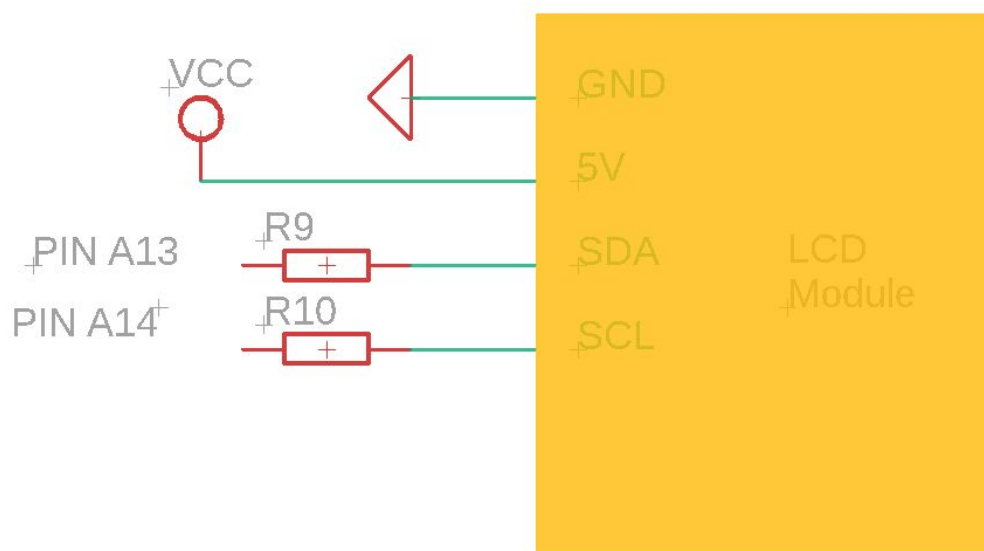 VCC
GND
5V
R9
PIN A13
SDA
LCD
Module
R10
PIN A14
SCL